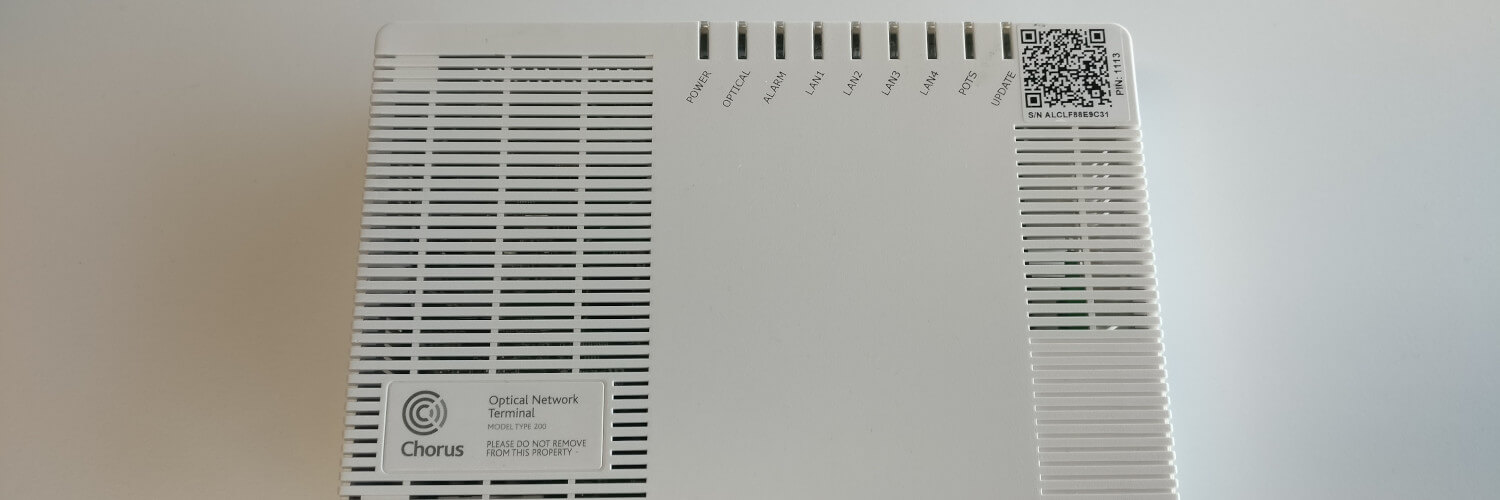 POWER
OPTICAL
ALARM
LAN1
LAN2
LAN3
LAN4
POTS
UPDATE
PIN: 1113
S/N ALCLF88E9C31
Chorus
Optical Network
Terminal
MODEL TYPE 200
PLEASE DO NOT REMOVE
FROM THIS PROPERTY -